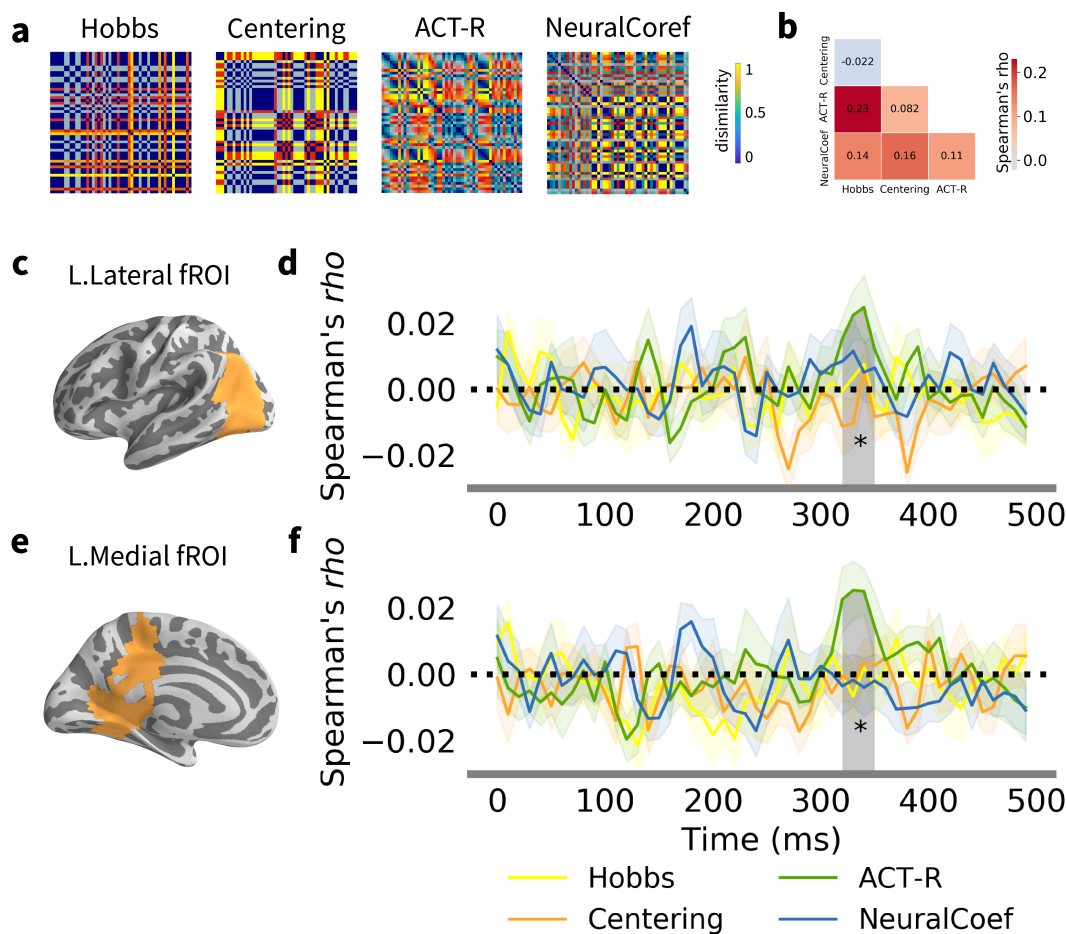 a
Hobbs
Centering
ACT-R
NeuralCoref
disimilarity
1
0.5
0
b
Centering
ACT-R
NeuralCoef
-0.022
0.23
0.082
0.14
0.16
0.11
Hobbs
Centering
ACT-R
Spearman's rho
0.2
0.1
0.0
c
L.Lateral fROI
d
Spearman's rho
0.02
0.00
−0.02
*
0
100
200
300
400
500
e
L.Medial fROI
f
Spearman's rho
0.02
0.00
−0.02
*
0
100
200
300
400
500
Time (ms)
Hobbs
ACT-R
Centering
NeuralCoef